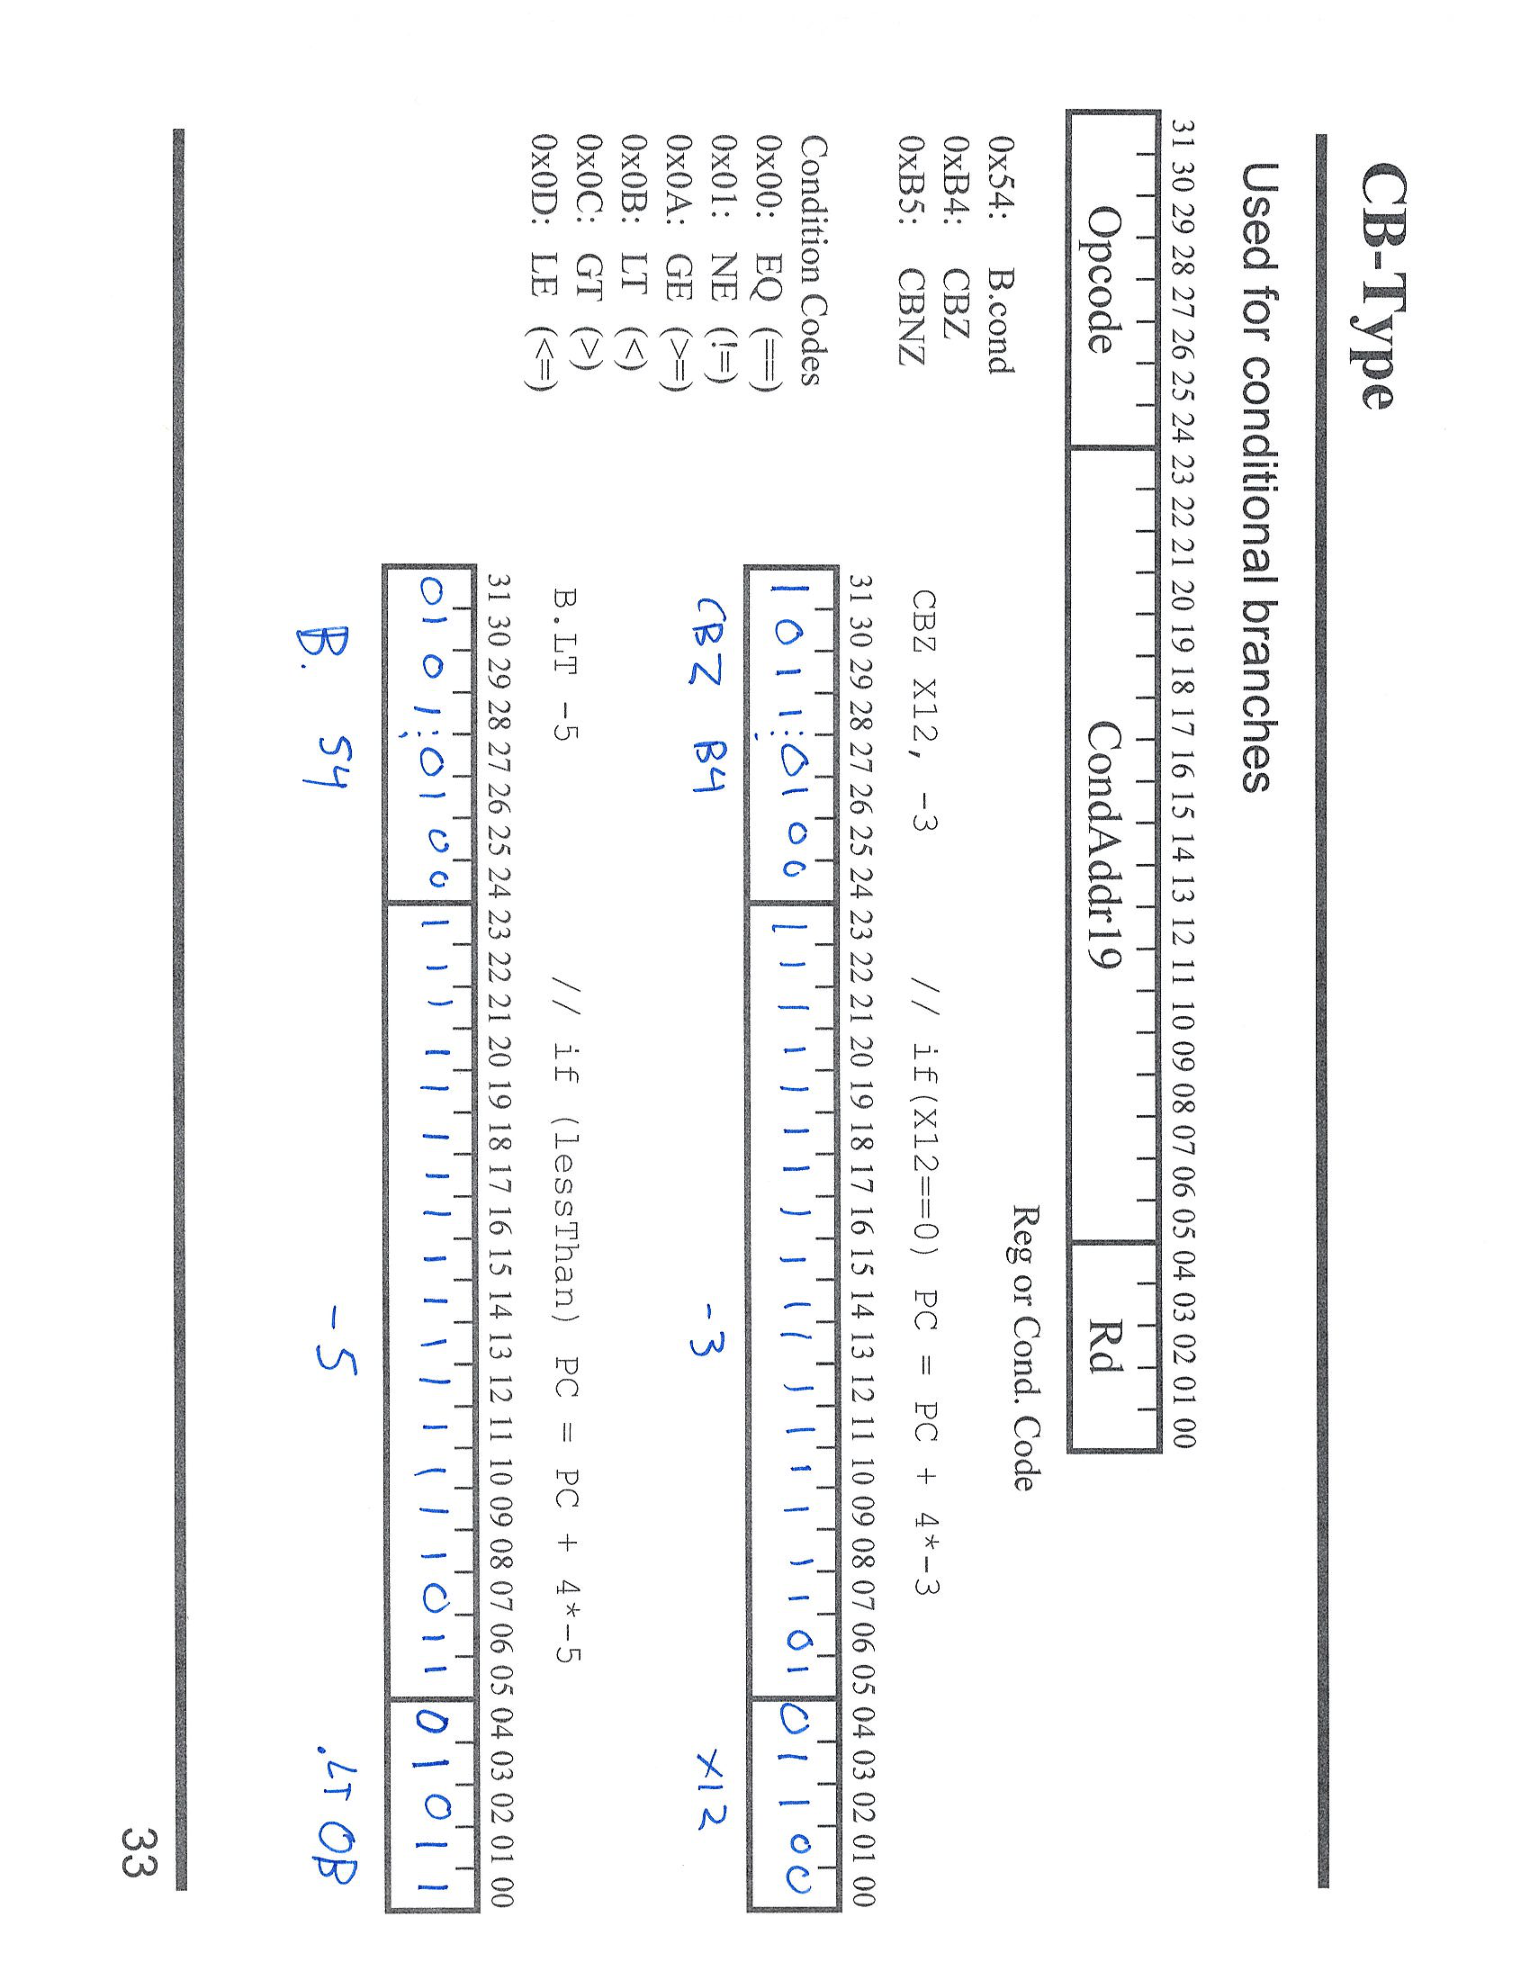 CB-Type
Used for conditional branches
31 30 29 28 27 26 25 24 23 22 21 20 19 18 17 16 15 14 13 12 11 10 09 08 07 06 05 04 03 02 01 00
Opcode CondAddr19 Rd
Reg or Cond. Code
0x54: B.cond
0xB4: CBZ
0xB5: CBNZ
Condition Codes
0x00: EQ (==)
0x01: NE (!=)
0x0A: GE (>=)
0x0B: LT (<)
0x0C: GT (>)
0x0D: LE (<=)
CBZ X12, -3 // if(X12==0) PC = PC + 4*-3
31 30 29 28 27 26 25 24 23 22 21 20 19 18 17 16 15 14 13 12 11 10 09 08 07 06 05 04 03 02 01 00
1 0 1 1 : 0 1 0 0 1 1 1 1 1 1 1 1 1 1 1 1 1 1 1 1 1 0 1 0 1 1 0 0
CBZ B4 -3 X12
B.LT -5 // if (lessThan) PC = PC + 4*-5
31 30 29 28 27 26 25 24 23 22 21 20 19 18 17 16 15 14 13 12 11 10 09 08 07 06 05 04 03 02 01 00
0 1 0 1 : 0 1 0 0 1 1 1 1 1 1 1 1 1 1 1 1 1 1 1 1 0 1 1 0 1 0 1 1
B. 54 -5 .LT 0B
33